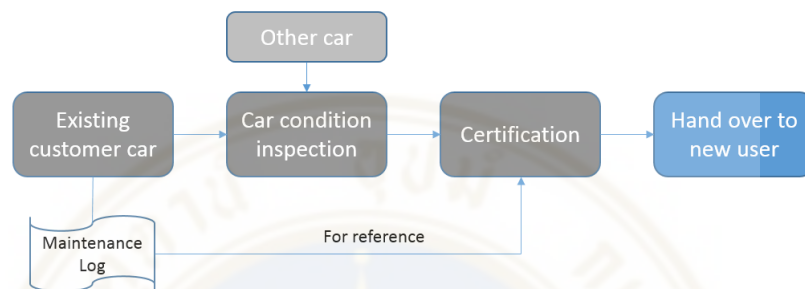 Other car
Existing
customer car
Car condition
inspection
Certification
Hand over to
new user
Maintenance
Log
For reference